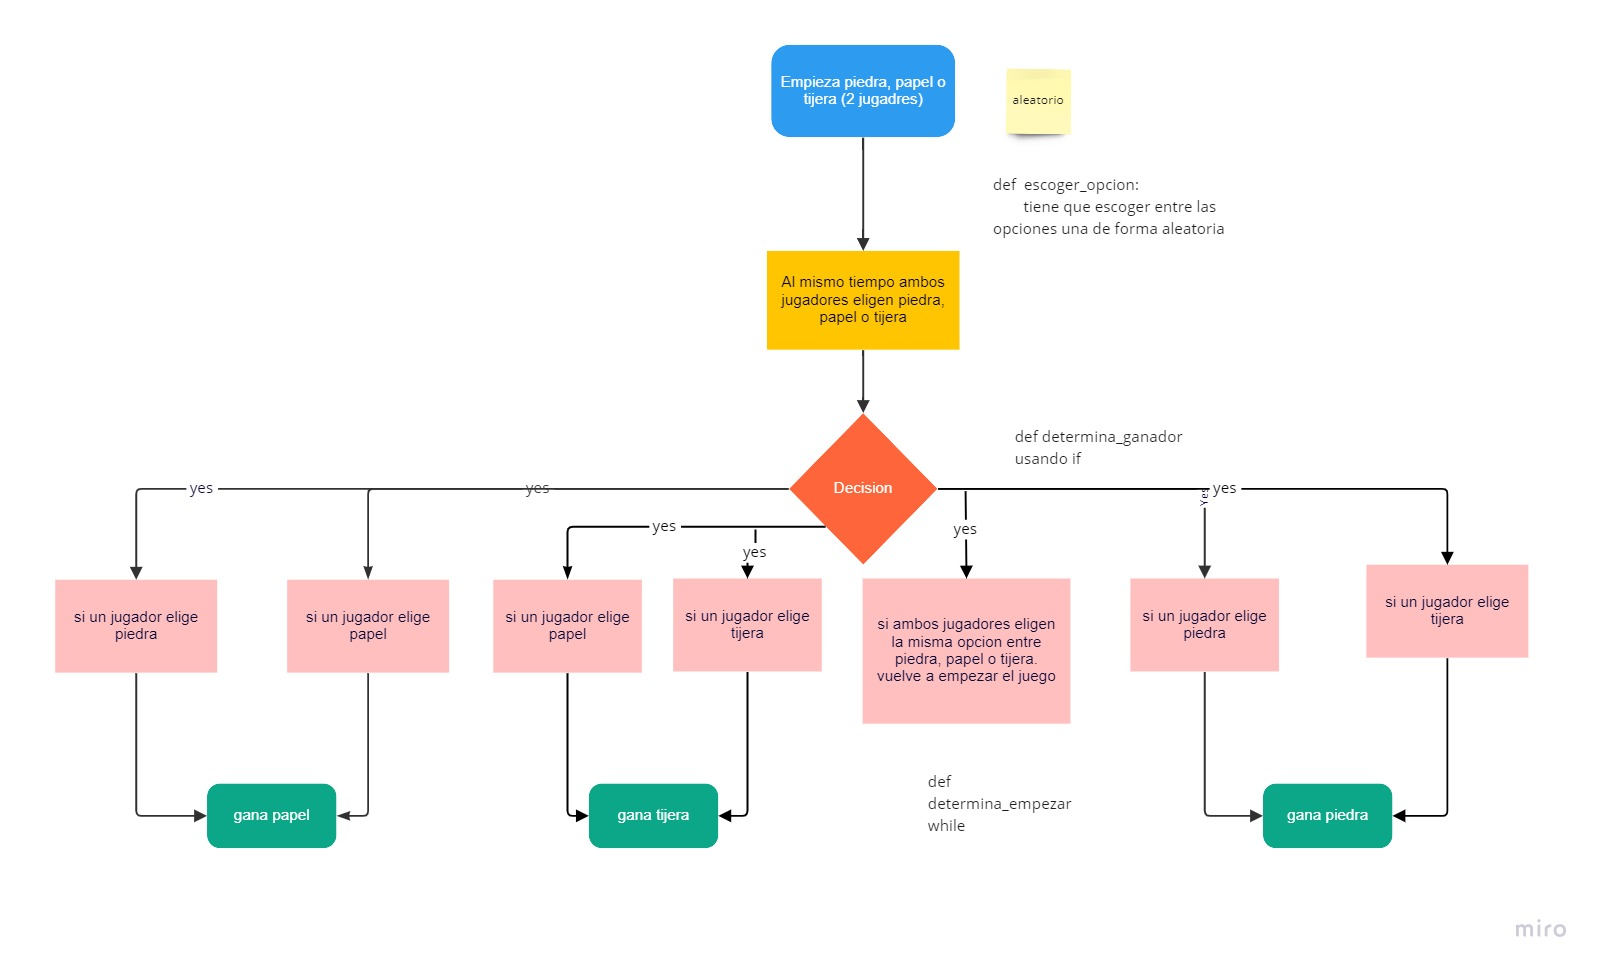 Empieza piedra, papel o
tijera (2 jugadres)
aleatorio
def escoger_opcion:
tiene que escoger entre las
opciones una de forma aleatoria
Al mismo tiempo ambos
jugadores eligen piedra,
papel o tijera
def determina_ganador
usando if
Decision
yes
yes
yes
yes
yes
yes
yes
si un jugador elige
piedra
si un jugador elige
papel
si un jugador elige
papel
si un jugador elige
tijera
si ambos jugadores eligen
la misma opcion entre
piedra, papel o tijera.
vuelve a empezar el juego
si un jugador elige
piedra
si un jugador elige
tijera
def
determina_empezar
while
gana papel
gana tijera
gana piedra
miro